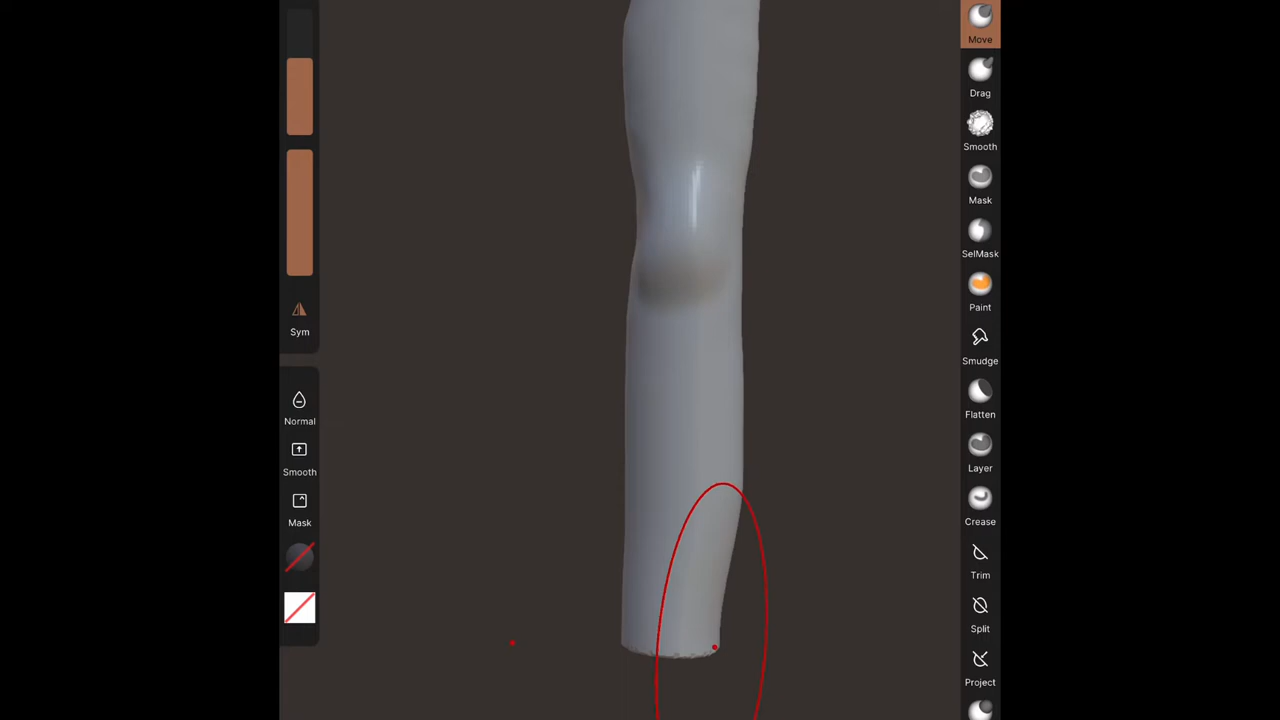 Sym
Normal
Smooth
Mask
Move
Drag
Smooth
Mask
SelMask
Paint
Smudge
Flatten
Layer
Crease
Trim
Split
Project